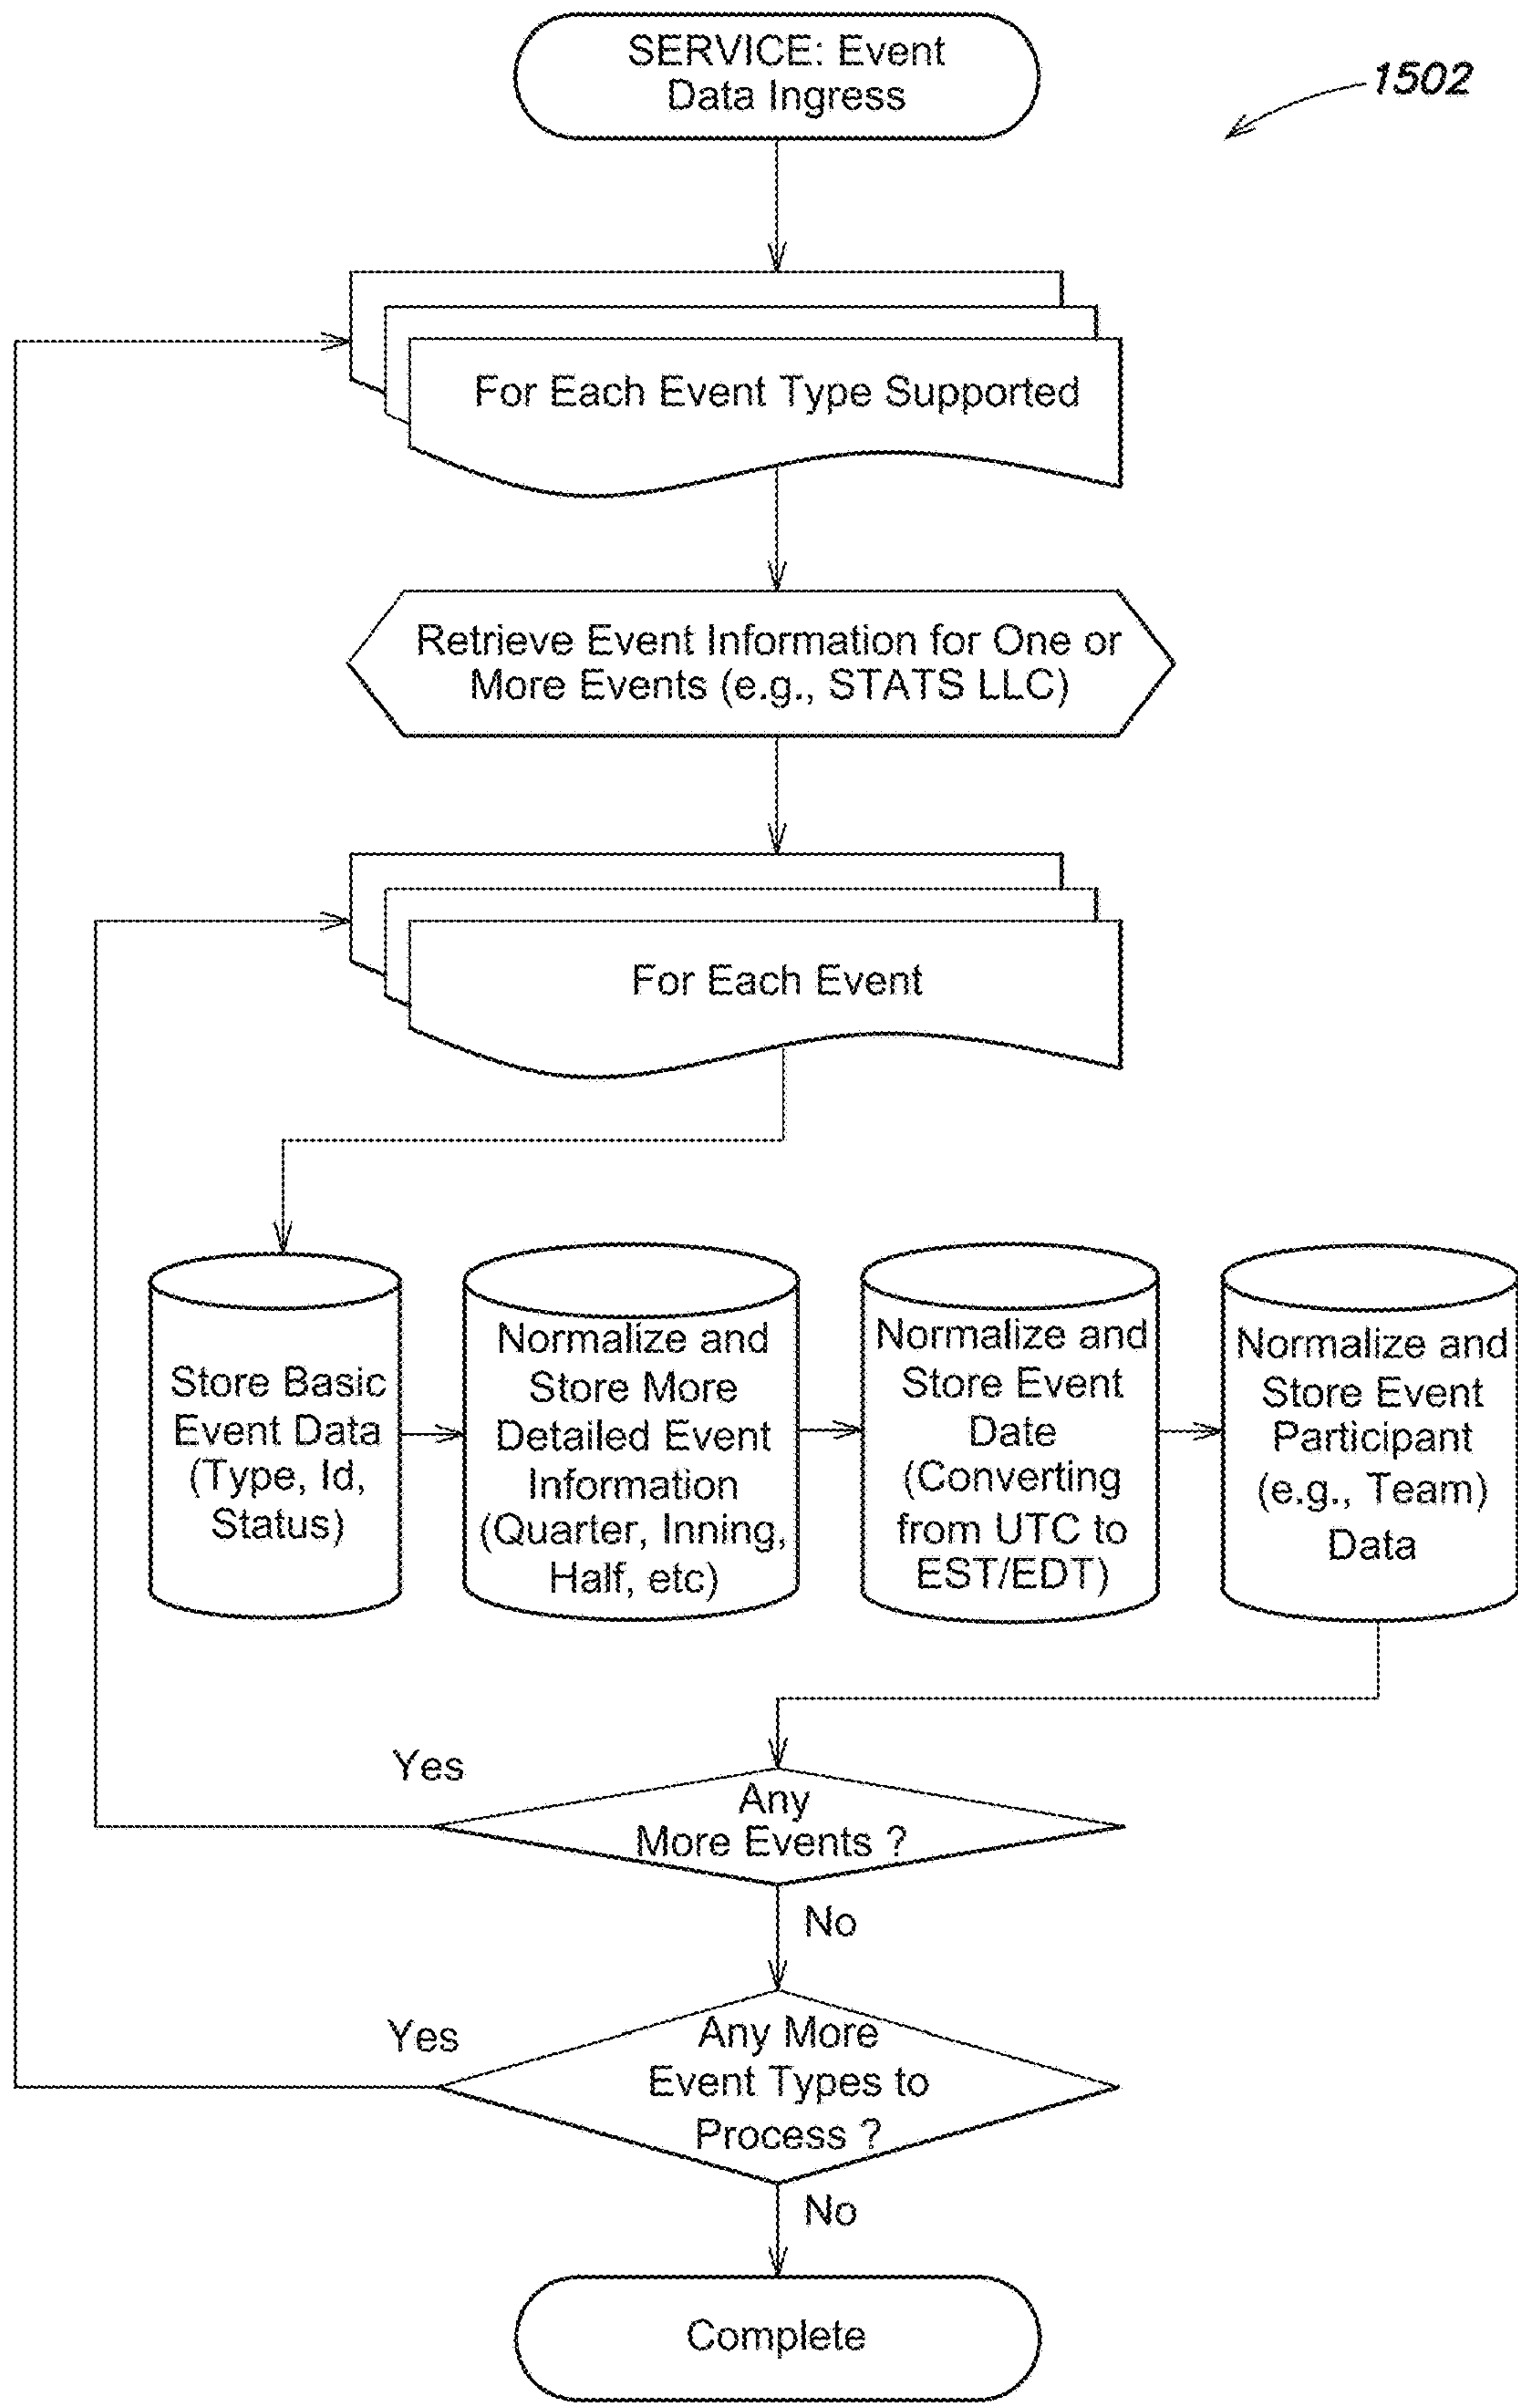 SERVICE: Event
Data Ingress
1502
For Each Event Type Supported
Retrieve Event Information for One or
More Events (e.g., STATS LLC)
For Each Event
Store Basic
Event Data
(Type, Id,
Status)
Normalize and
Store More
Detailed Event
Information
(Quarter, Inning,
Half, etc)
Normalize and
Store Event
Date
(Converting
from UTC to
EST/EDT)
Normalize and
Store Event
Participant
(e.g., Team)
Data
Yes
Any
More Events ?
No
Yes
Any More
Event Types to
Process ?
No
Complete